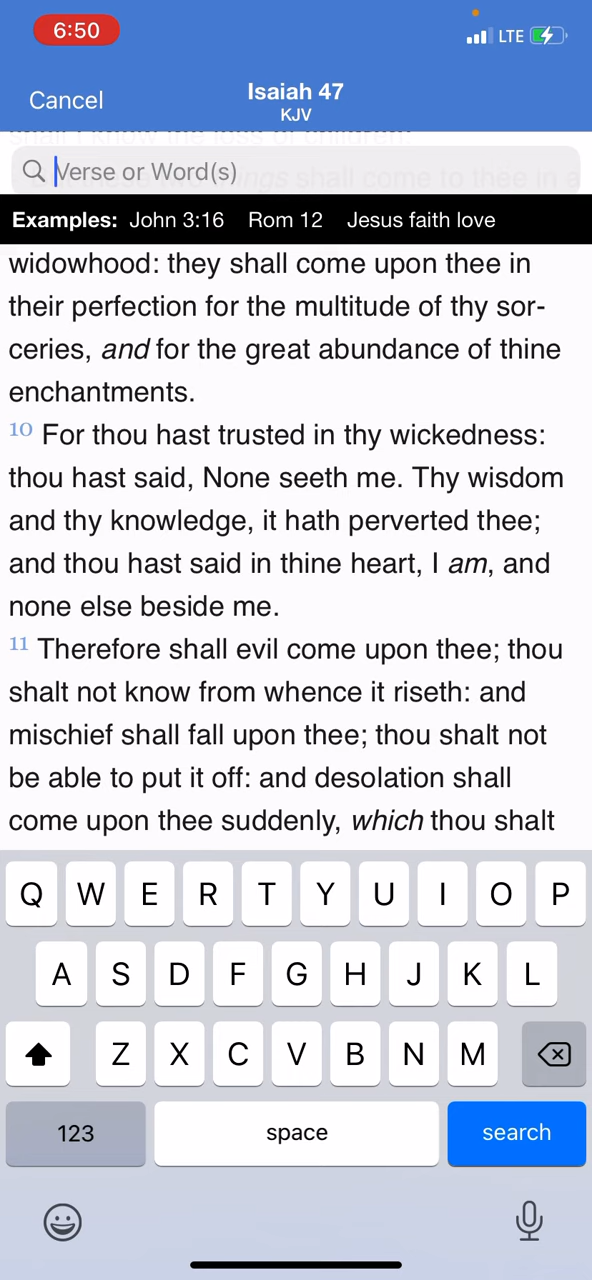 6:50
LTE
Cancel
Isaiah 47
KJV
Verse or Word(s)
things shall come to thee in a
Examples: John 3:16 Rom 12 Jesus faith love
widowhood: they shall come upon thee in
their perfection for the multitude of thy sor-
ceries, and for the great abundance of thine
enchantments.
10 For thou hast trusted in thy wickedness:
thou hast said, None seeth me. Thy wisdom
and thy knowledge, it hath perverted thee;
and thou hast said in thine heart, I am, and
none else beside me.
11 Therefore shall evil come upon thee; thou
shalt not know from whence it riseth: and
mischief shall fall upon thee; thou shalt not
be able to put it off: and desolation shall
come upon thee suddenly, which thou shalt
Q W E R T Y U I O P
A S D F G H J K L
Z X C V B N M
123 space search